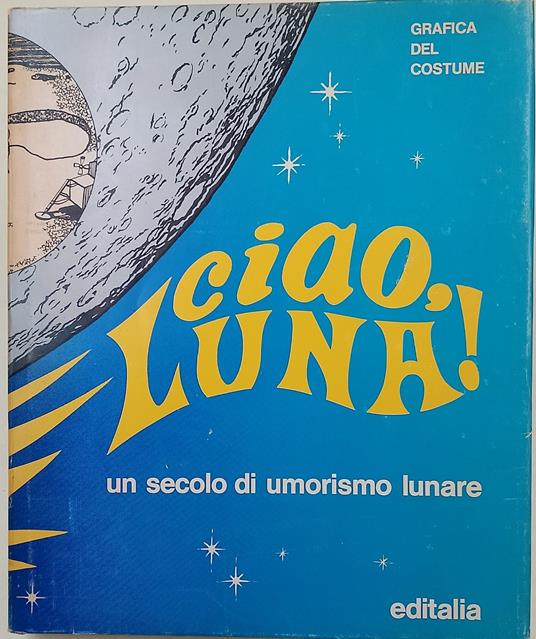 GRAFICA
DEL
COSTUME
ciao,
LUNA!
un secolo di umorismo lunare
editalia